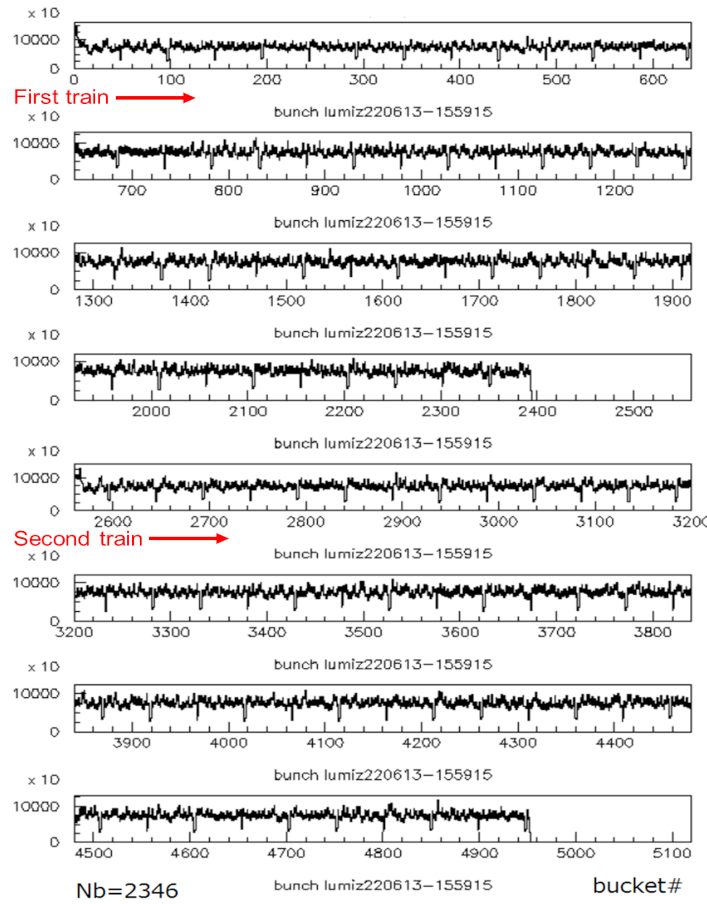 x 10
10000
0
0 100 200 300 400 500 600
First train
bunch lumiz220613-155915
x 10
10000
0
700 800 900 1000 1100 1200
bunch lumiz220613-155915
x 10
10000
0
1300 1400 1500 1600 1700 1800 1900
bunch lumiz220613-155915
x 10
10000
0
2000 2100 2200 2300 2400 2500
bunch lumiz220613-155915
x 10
10000
0
2600 2700 2800 2900 3000 3100 3200
Second train
bunch lumiz220613-155915
x 10
10000
0
3200 3300 3400 3500 3600 3700 3800
bunch lumiz220613-155915
x 10
10000
0
3900 4000 4100 4200 4300 4400
bunch lumiz220613-155915
x 10
10000
0
4500 4600 4700 4800 4900 5000 5100
Nb=2346 bunch lumiz220613-155915 bucket#